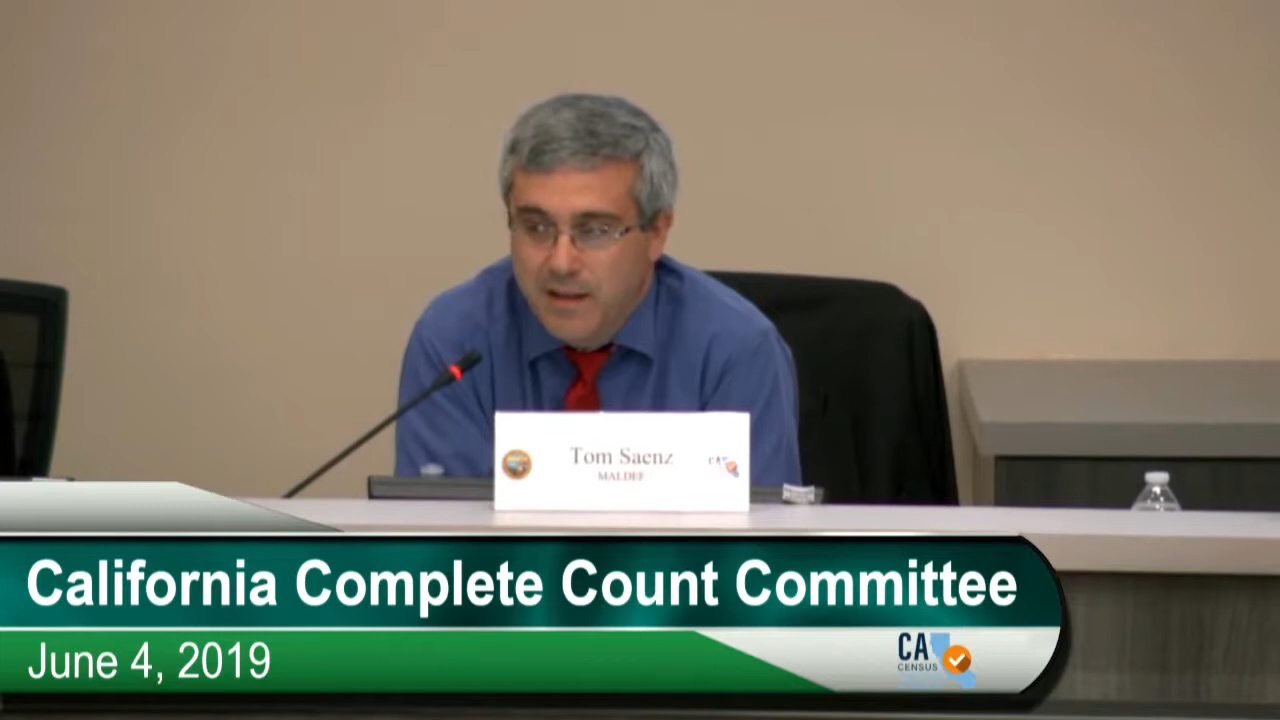 Tom Saenz
MALDEF
California Complete Count Committee
June 4, 2019
CA
CENSUS